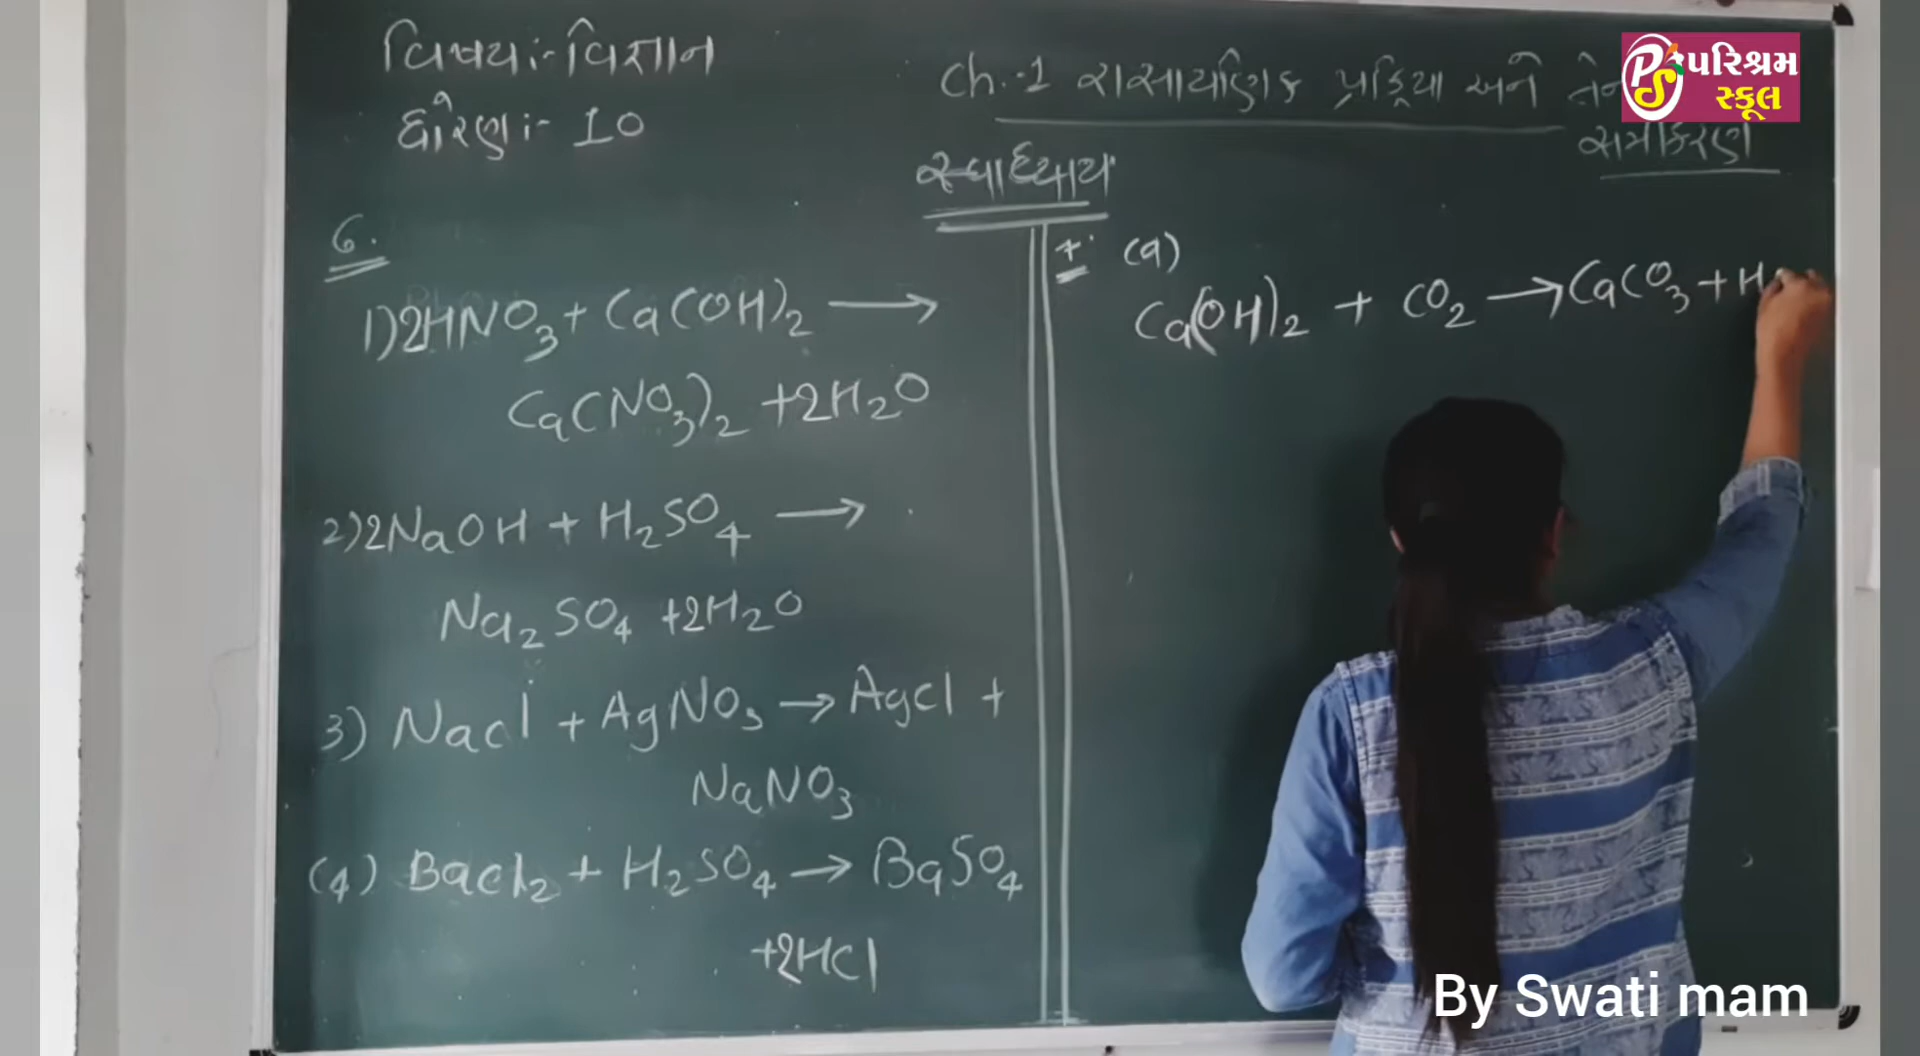 વિષય:- વિજ્ઞાન
ધોરણ:- 10
Ch.-1 રાસાયણિક પ્રક્રિયા અને
સમીકરણ
પરિશ્રમ
સ્કૂલ
સ્વાધ્યાય
6.
1) 2HNO3 + Ca(OH)2 →
Ca(NO3)2 + 2H2O
2) 2NaOH + H2SO4 →
Na2SO4 + 2H2O
3) Nacl + AgNO3 → Agcl +
NaNO3
(4) Bacl2 + H2SO4 → BaSO4
+2HCl
7. (a)
Ca(OH)2 + CO2 → CaCO3 + H
By Swati mam